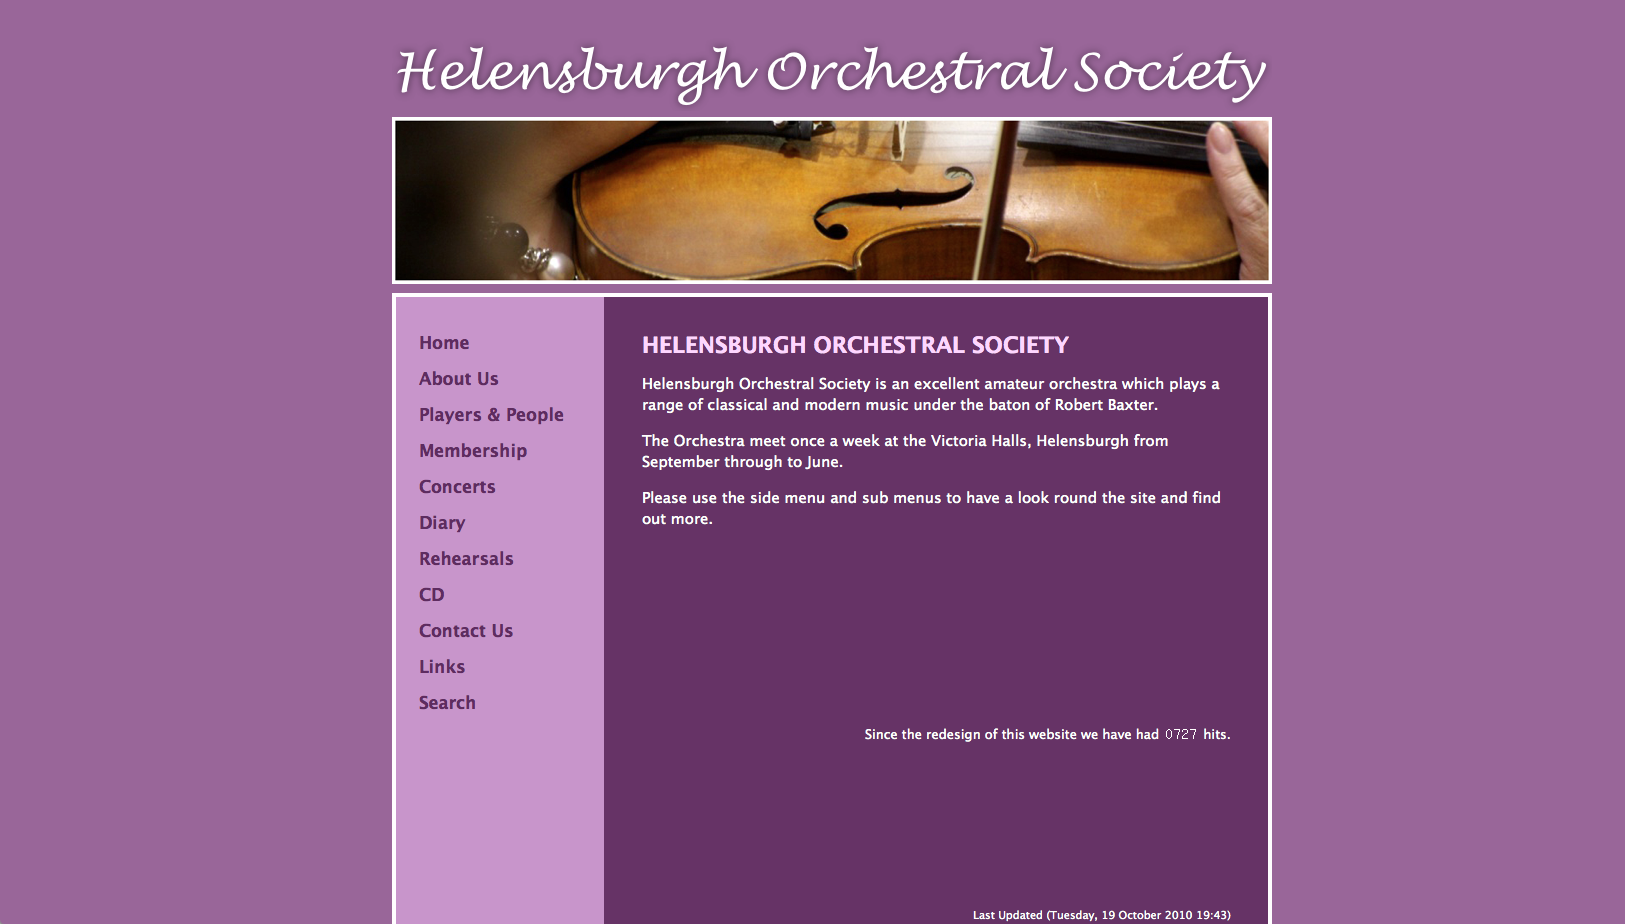 Helensburgh Orchestral Society
Home
About Us
Players & People
Membership
Concerts
Diary
Rehearsals
CD
Contact Us
Links
Search
HELENSBURGH ORCHESTRAL SOCIETY
Helensburgh Orchestral Society is an excellent amateur orchestra which plays a
range of classical and modern music under the baton of Robert Baxter.
The Orchestra meet once a week at the Victoria Halls, Helensburgh from
September through to June.
Please use the side menu and sub menus to have a look round the site and find
out more.
Since the redesign of this website we have had 0727 hits.
Last Updated (Tuesday, 19 October 2010 19:43)